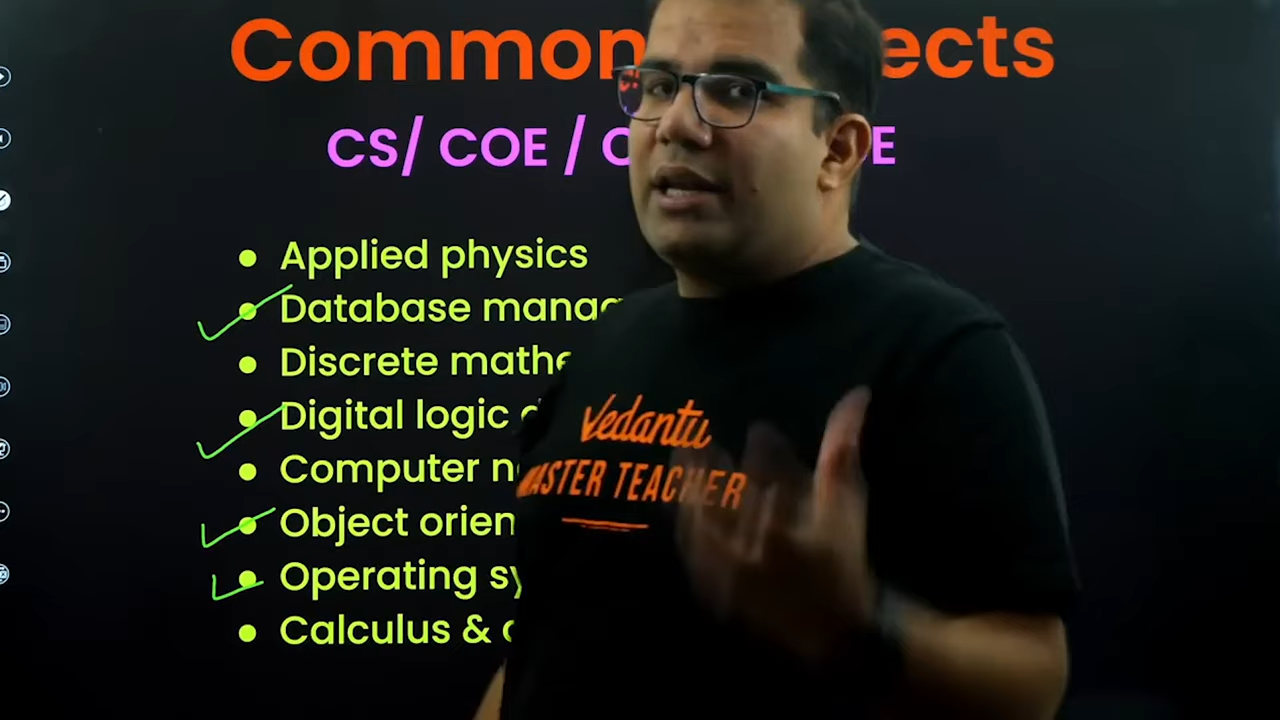 Common ects
CS/ COE / E
Applied physics
Database manag
Discrete mathe
Digital logic
Computer n
Object orien
Operating sy
Calculus &
Vedantu
MASTER TEACHER